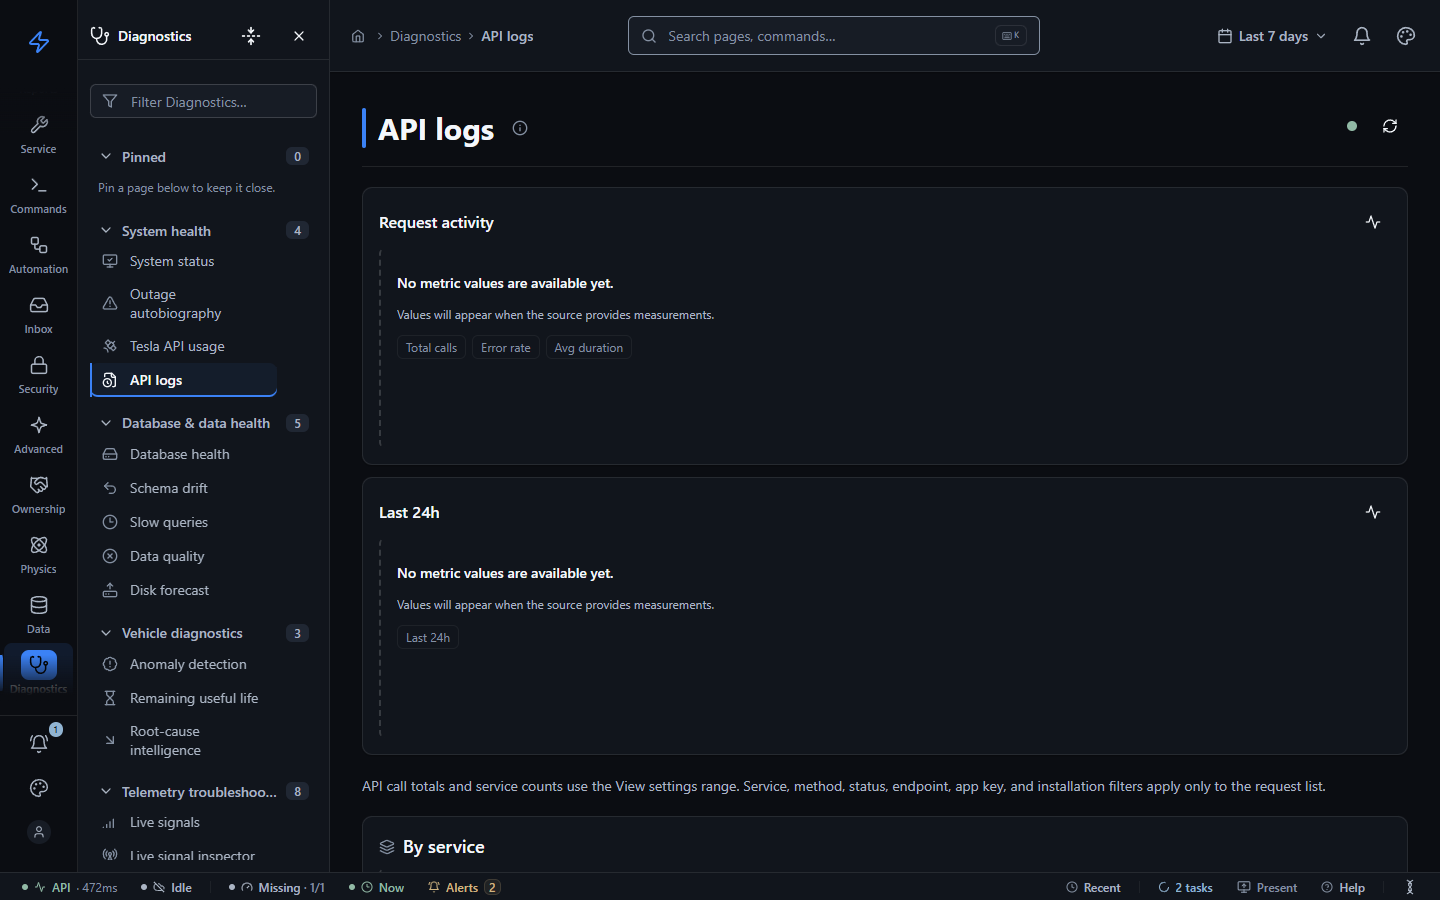 Service
Commands
Automation
Inbox
Security
Advanced
Ownership
Physics
Data
Diagnostics
1
Diagnostics
Filter Diagnostics...
Pinned 0
Pin a page below to keep it close.
System health 4
System status
Outage
autobiography
Tesla API usage
API logs
Database & data health 5
Database health
Schema drift
Slow queries
Data quality
Disk forecast
Vehicle diagnostics 3
Anomaly detection
Remaining useful life
Root-cause
intelligence
Telemetry troubleshoo... 8
Live signals
Live signal inspector
Diagnostics API logs
Search pages, commands... K
Last 7 days
API logs
Request activity
No metric values are available yet.
Values will appear when the source provides measurements.
Total calls Error rate Avg duration
Last 24h
No metric values are available yet.
Values will appear when the source provides measurements.
Last 24h
API call totals and service counts use the View settings range. Service, method, status, endpoint, app key, and installation filters apply only to the request list.
By service
API · 472ms Idle Missing · 1/1 Now Alerts 2 Recent 2 tasks Present Help